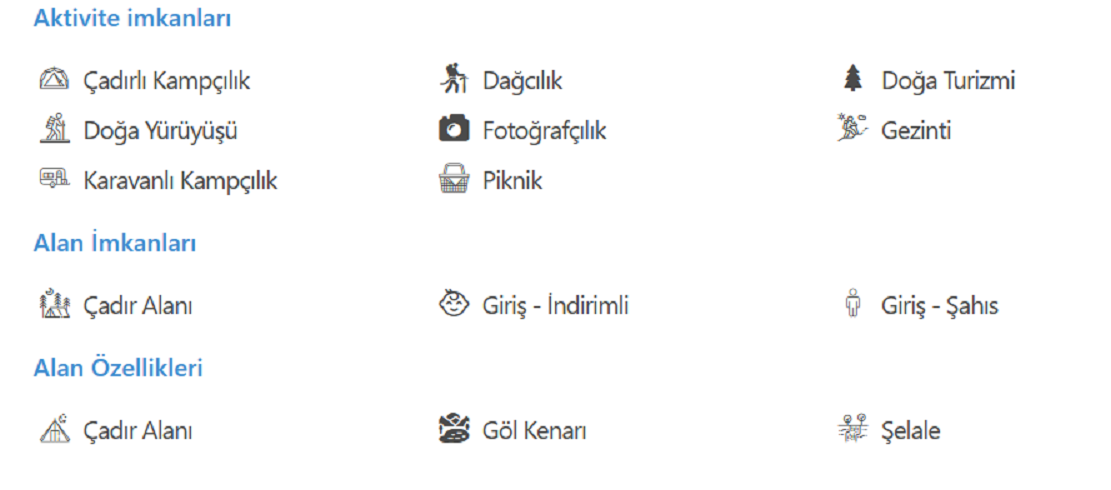 Aktivite imkanları
Çadırlı Kampçılık Dağcılık Doğa Turizmi
Doğa Yürüyüşü Fotoğrafçılık Gezinti
Karavanlı Kampçılık Piknik
Alan İmkanları
Çadır Alanı Giriş - İndirimli Giriş - Şahıs
Alan Özellikleri
Çadır Alanı Göl Kenarı Şelale